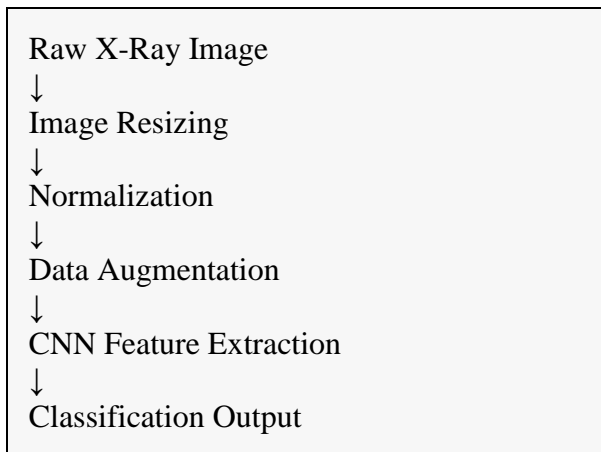 Raw X-Ray Image
↓
Image Resizing
↓
Normalization
↓
Data Augmentation
↓
CNN Feature Extraction
↓
Classification Output